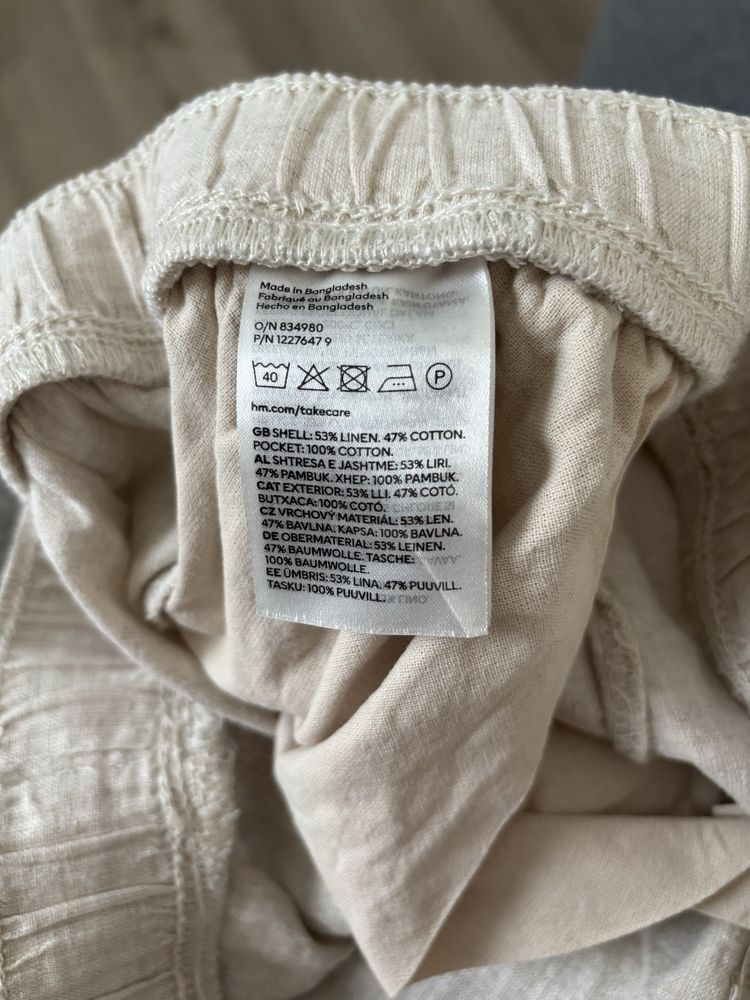 Made in Bangladesh
Fabriqué au Bangladesh
Hecho en Bangladesh
O/N 834980
P/N 1227647 9
40 P
hm.com/takecare
GB SHELL: 53% LINEN. 47% COTTON.
POCKET: 100% COTTON.
AL SHTRESA E JASHTME: 53% LIRI.
47% PAMBUK. XHEP: 100% PAMBUK.
CAT EXTERIOR: 53% LLI. 47% COTÓ.
BUTXACA: 100% COTÓ.
CZ VRCHOVÝ MATERIÁL: 53% LEN.
47% BAVLNA. KAPSA: 100% BAVLNA.
DE OBERMATERIAL: 53% LEINEN.
47% BAUMWOLLE. TASCHE:
100% BAUMWOLLE.
EE ÜMBRIS: 53% LINA. 47% PUUVILL.
TASKU: 100% PUUVILL.